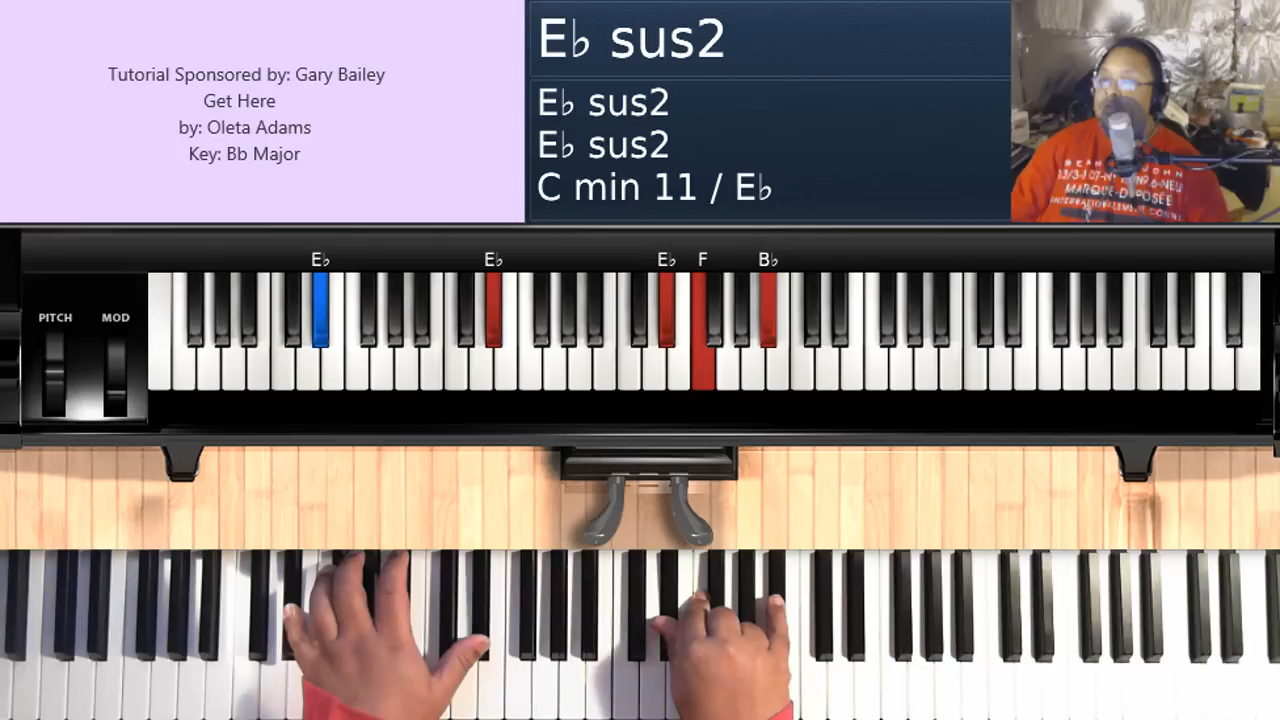 Tutorial Sponsored by: Gary Bailey
Get Here
by: Oleta Adams
Key: Bb Major
E♭ sus2
E♭ sus2
E♭ sus2
C min 11 / E♭
E♭ E♭ E♭ F B♭
PITCH MOD